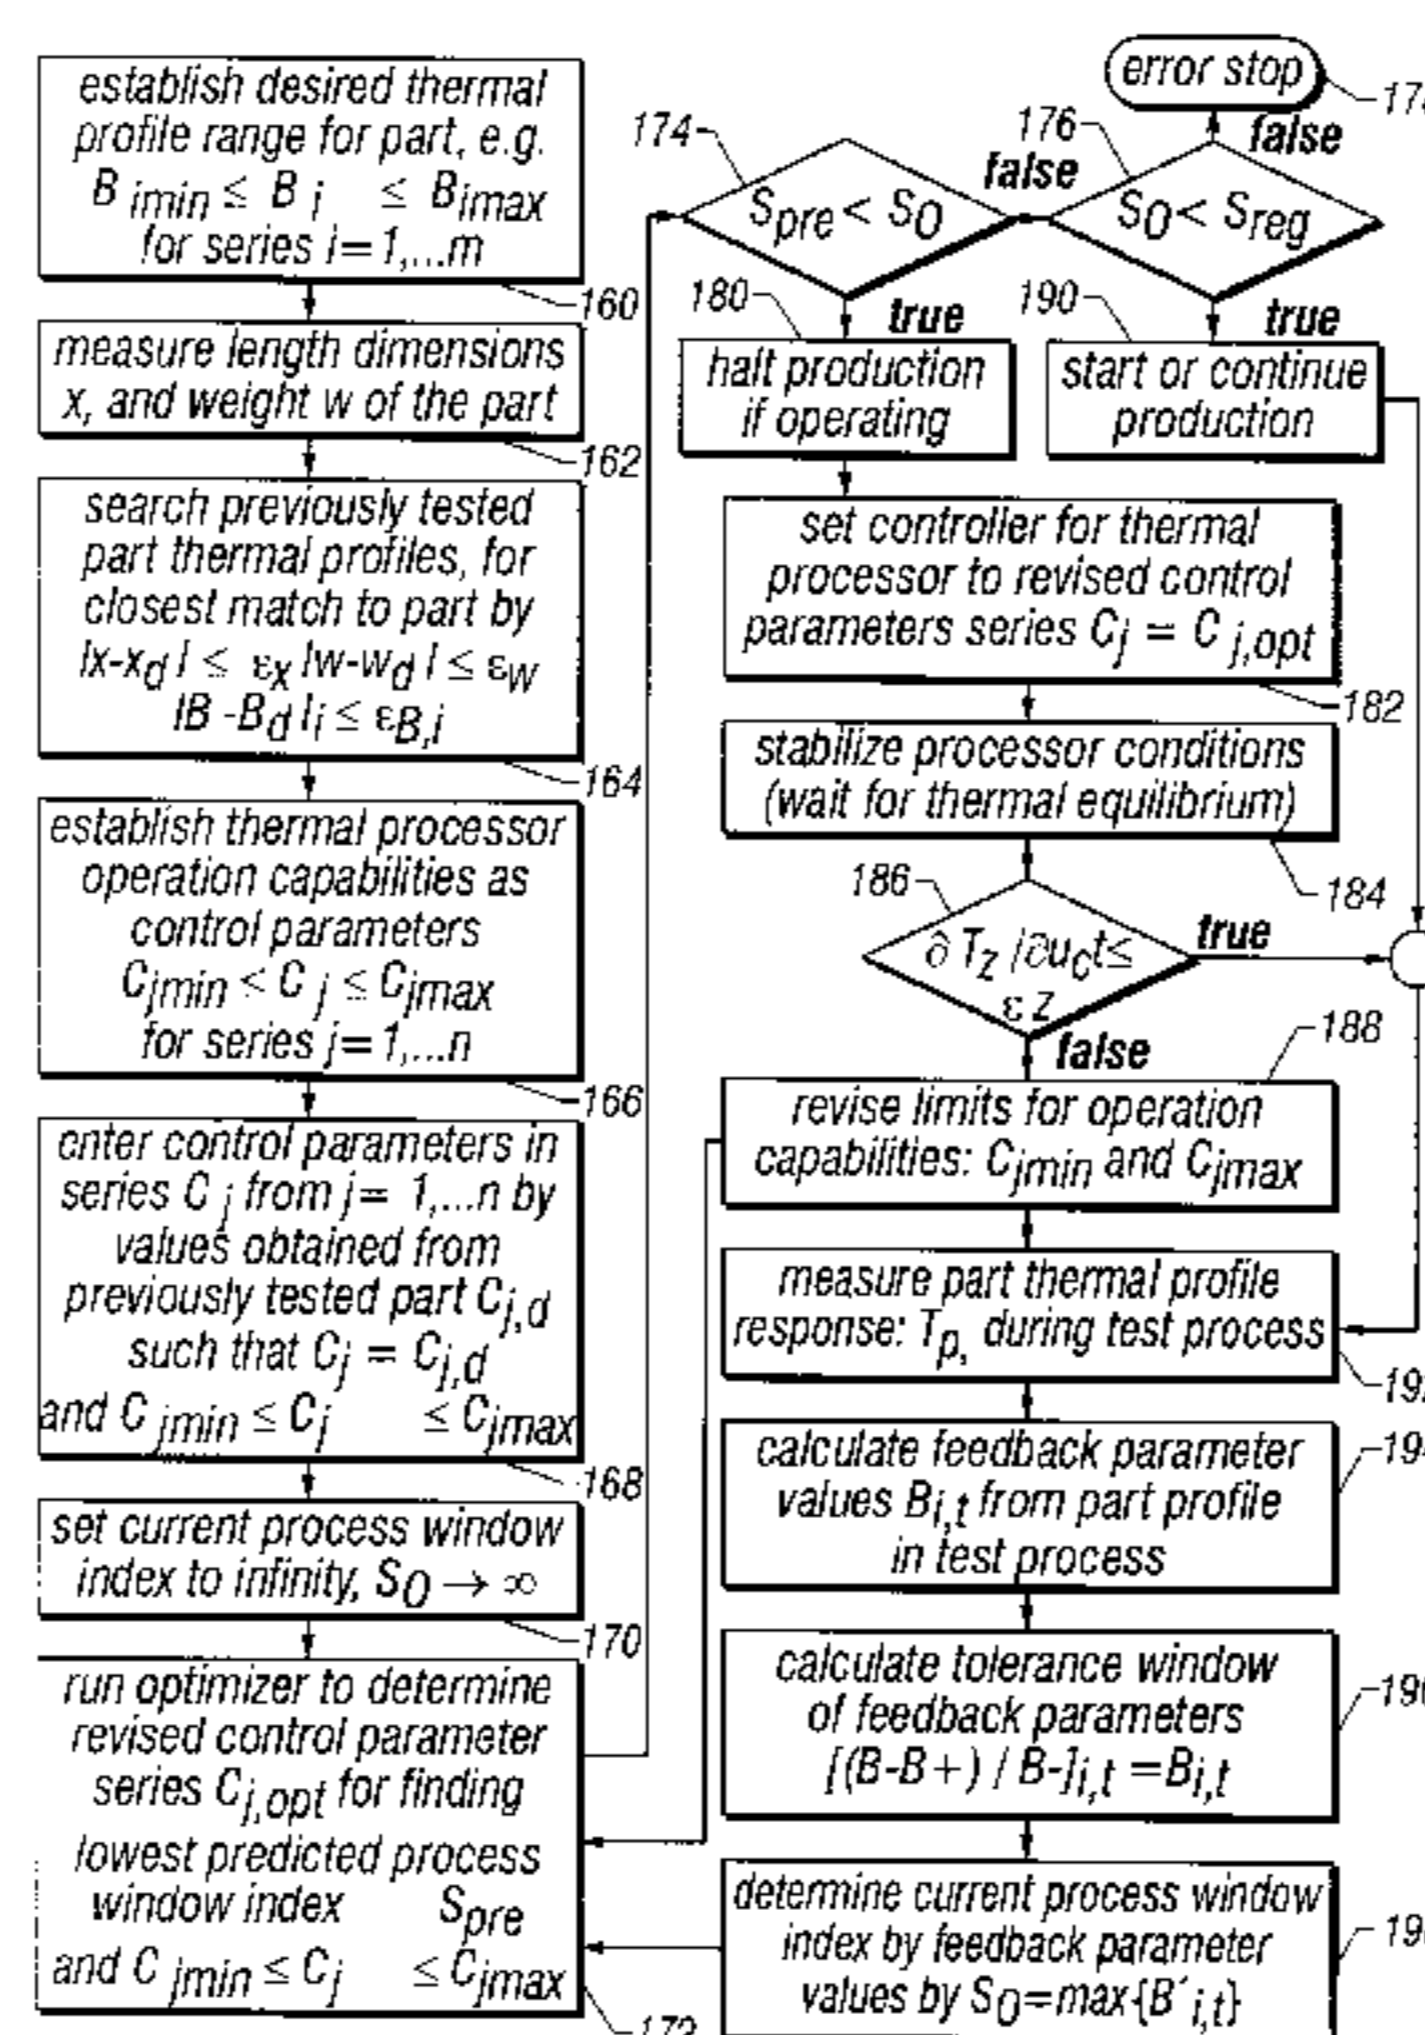 establish desired thermal
profile range for part, e.g.
B imin ≤ B i ≤ Bimax
for series i=1,...m
160
measure length dimensions
x, and weight w of the part
162
search previously tested
part thermal profiles, for
closest match to part by
|x-xd| ≤ εx |w-wd| ≤ εw
|B-Bd|i ≤ εB,i
164
establish thermal processor
operation capabilities as
control parameters
Cjmin ≤ C j ≤ Cjmax
for series j=1,...n
166
enter control parameters in
series C j from j= 1,...n by
values obtained from
previously tested part Cj,d
such that Cj = Cj,d
and C jmin ≤ Cj ≤ Cjmax
168
set current process window
index to infinity, SO → ∞
170
run optimizer to determine
revised control parameter
series Cj,opt for finding
lowest predicted process
window index Spre
and C jmin ≤ Cj ≤ Cjmax
172
error stop
false
174
Spre < SO
false
176
SO < Sreg
true
180
halt production
if operating
true
190
start or continue
production
set controller for thermal
processor to revised control
parameters series Cj = C j,opt
182
stabilize processor conditions
(wait for thermal equilibrium)
184
186
∂ Tz /∂uct ≤
ε z
true
false
188
revise limits for operation
capabilities: Cjmin and Cjmax
measure part thermal profile
response: Tp, during test process
calculate feedback parameter
values Bi,t from part profile
in test process
calculate tolerance window
of feedback parameters
[(B-B+) / B-]i,t =Bi,t
determine current process window
index by feedback parameter
values by SO=max{B´i,t}